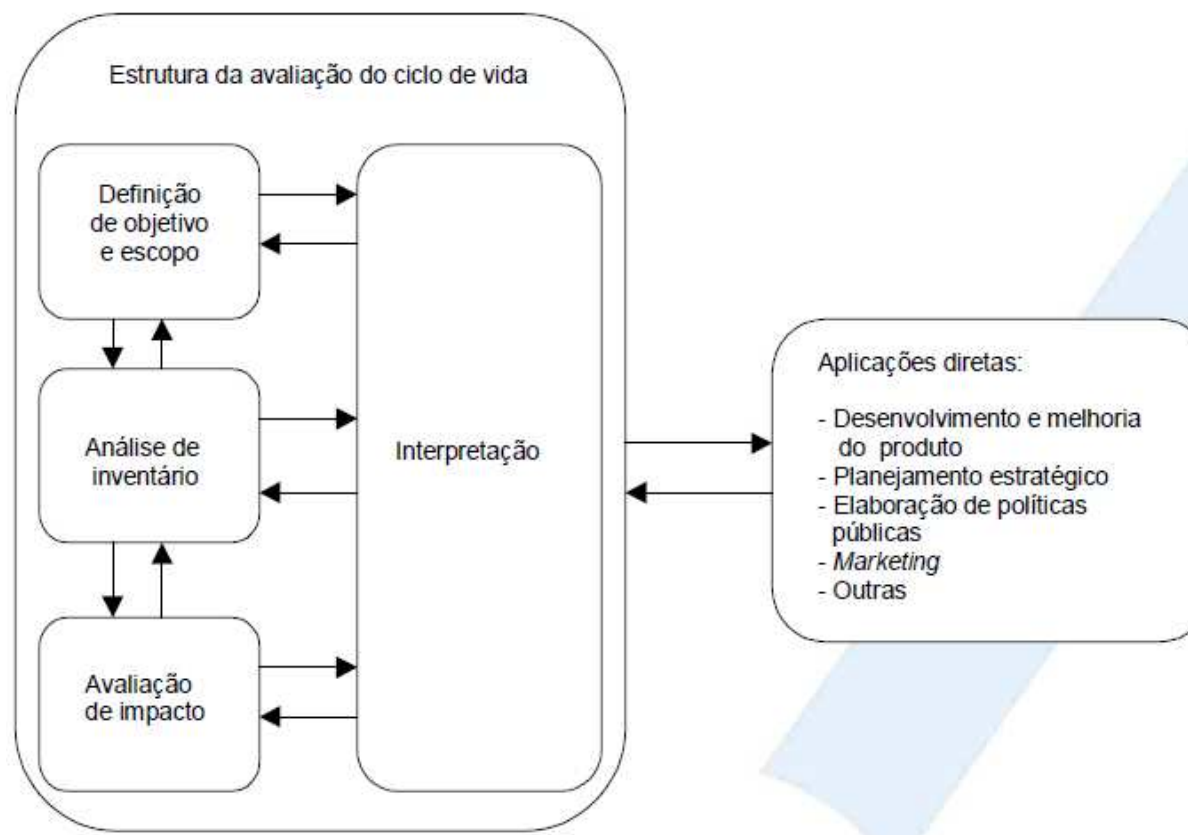 Estrutura da avaliação do ciclo de vida
Definição
de objetivo
e escopo
Análise de
inventário
Avaliação
de impacto
Interpretação
Aplicações diretas:
- Desenvolvimento e melhoria
do produto
- Planejamento estratégico
- Elaboração de políticas
públicas
- Marketing
- Outras